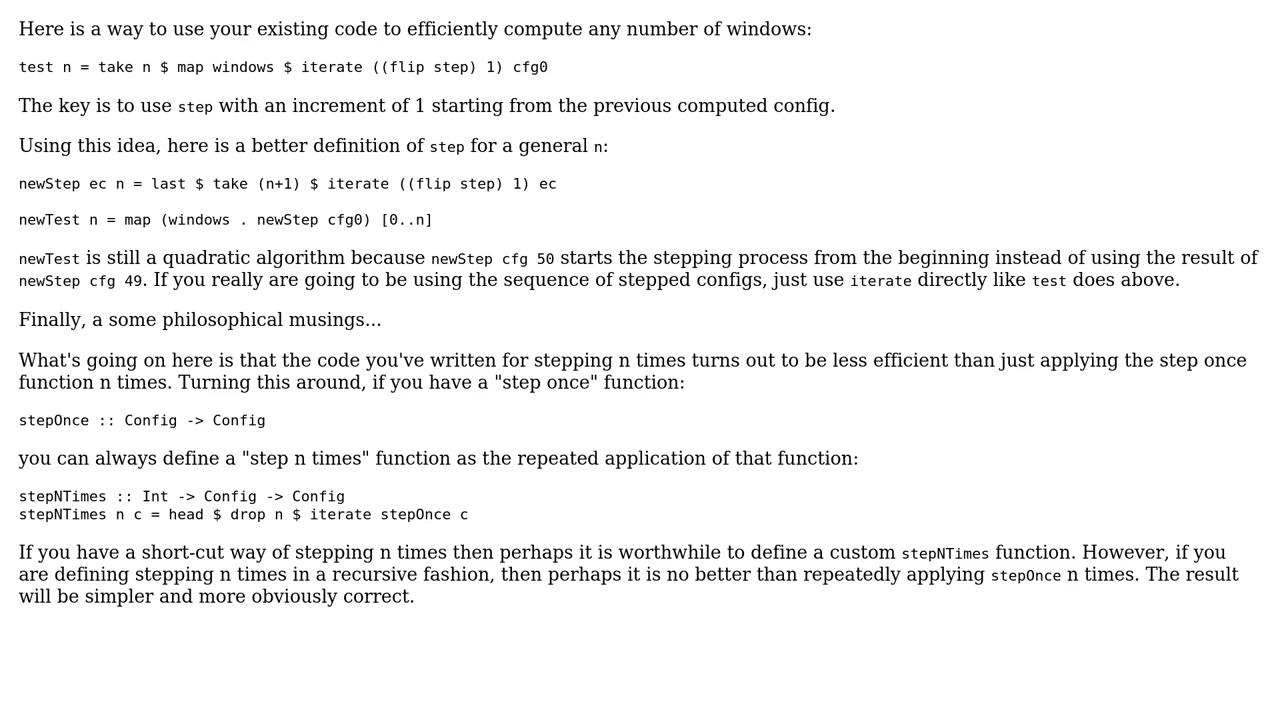 Here is a way to use your existing code to efficiently compute any number of windows:
test n = take n $ map windows $ iterate ((flip step) 1) cfg0
The key is to use step with an increment of 1 starting from the previous computed config.
Using this idea, here is a better definition of step for a general n:
newStep ec n = last $ take (n+1) $ iterate ((flip step) 1) ec
newTest n = map (windows . newStep cfg0) [0..n]
newTest is still a quadratic algorithm because newStep cfg 50 starts the stepping process from the beginning instead of using the result of
newStep cfg 49. If you really are going to be using the sequence of stepped configs, just use iterate directly like test does above.
Finally, a some philosophical musings...
What's going on here is that the code you've written for stepping n times turns out to be less efficient than just applying the step once
function n times. Turning this around, if you have a "step once" function:
stepOnce :: Config -> Config
you can always define a "step n times" function as the repeated application of that function:
stepNTimes :: Int -> Config -> Config
stepNTimes n c = head $ drop n $ iterate stepOnce c
If you have a short-cut way of stepping n times then perhaps it is worthwhile to define a custom stepNTimes function. However, if you
are defining stepping n times in a recursive fashion, then perhaps it is no better than repeatedly applying stepOnce n times. The result
will be simpler and more obviously correct.